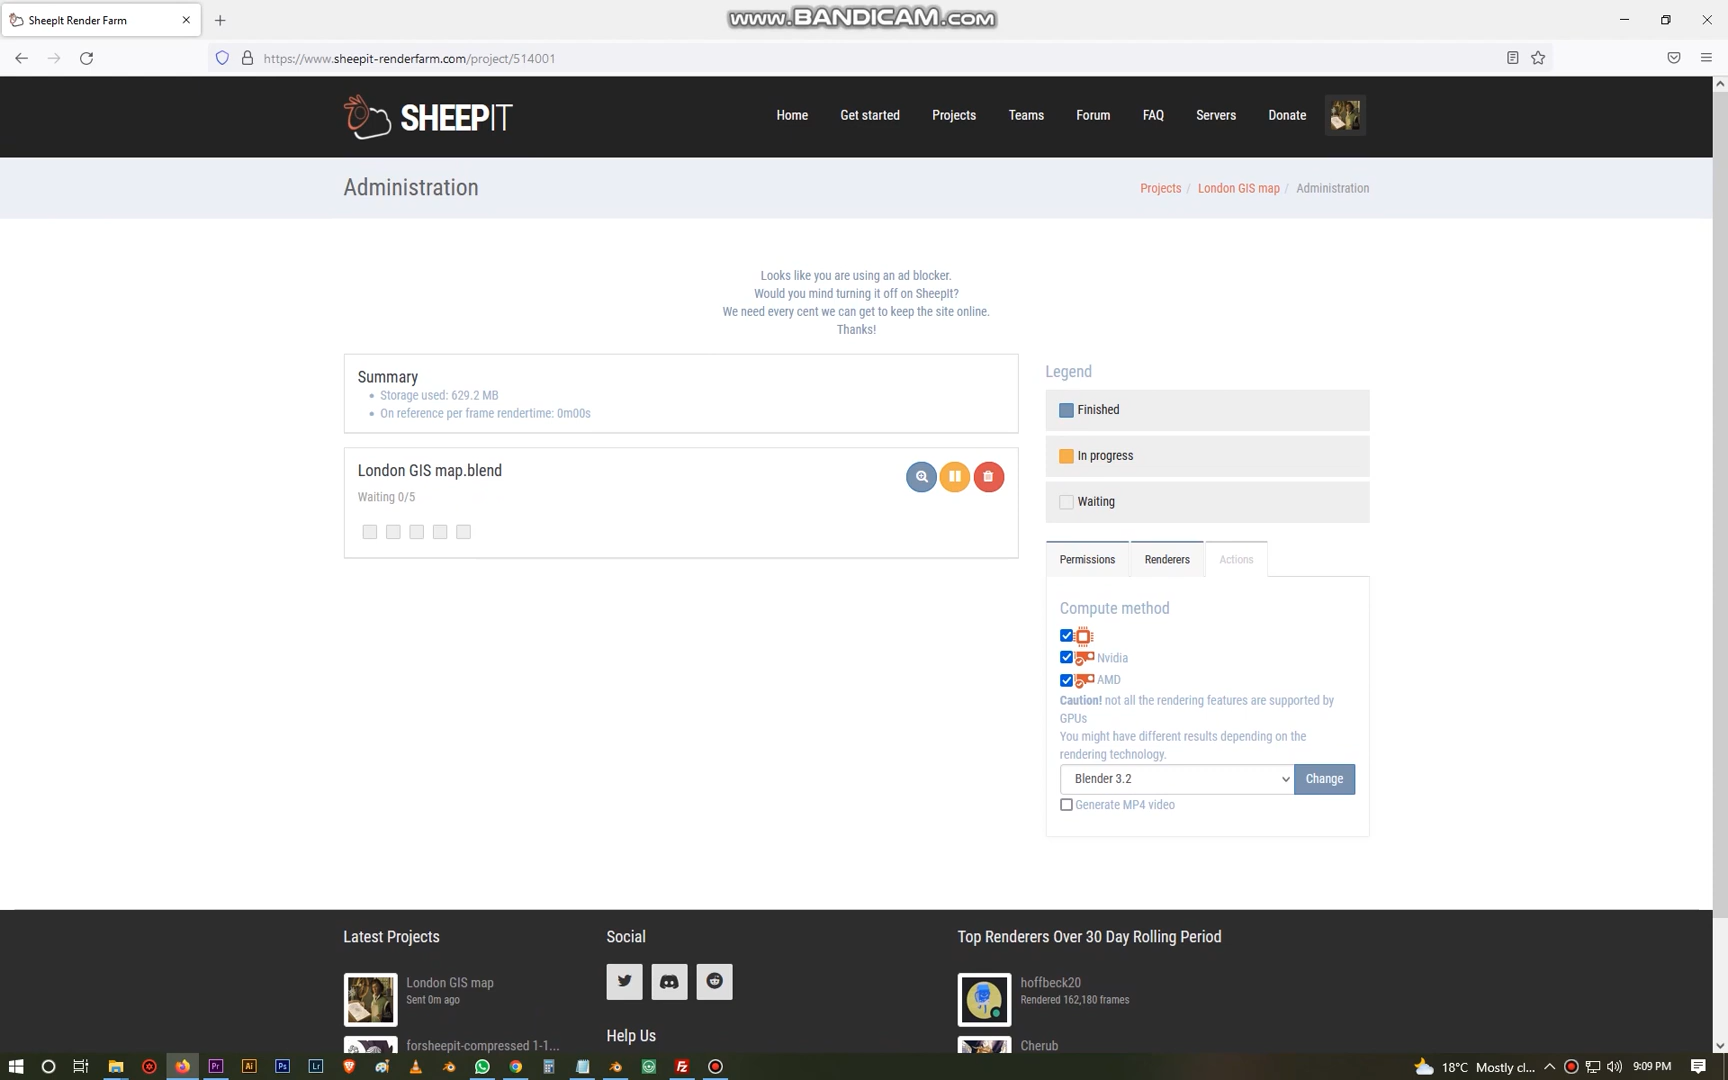 SheepIt Render Farm
www.BANDICAM.com
https://www.sheepit-renderfarm.com/project/514001
SHEEPIT
Home
Get started
Projects
Teams
Forum
FAQ
Servers
Donate
Administration
Projects / London GIS map / Administration
Looks like you are using an ad blocker.
Would you mind turning it off on SheepIt?
We need every cent we can get to keep the site online.
Thanks!
Summary
Storage used: 629.2 MB
On reference per frame rendertime: 0m00s
London GIS map.blend
Waiting 0/5
Legend
Finished
In progress
Waiting
Permissions
Renderers
Actions
Compute method
Nvidia
AMD
Caution! not all the rendering features are supported by
GPUs
You might have different results depending on the
rendering technology.
Blender 3.2
Change
Generate MP4 video
Latest Projects
London GIS map
Sent 0m ago
forsheepit-compressed 1-1...
Social
Help Us
Top Renderers Over 30 Day Rolling Period
hoffbeck20
Rendered 162,180 frames
Cherub
Pr
Ai
Ps
Lr
Fz
18°C Mostly cl...
9:09 PM